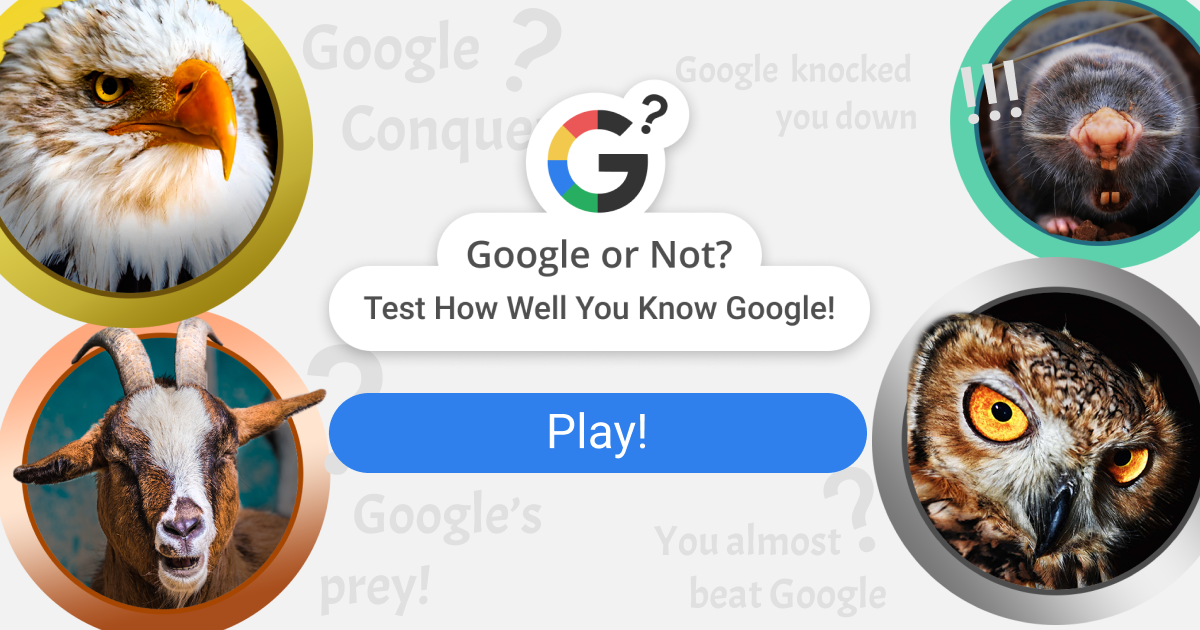 Google ?
Conque
Google knocked
you down
!!!
G?
Google or Not?
Test How Well You Know Google!
?
Play!
Google's
prey!
?
You almost
beat Google